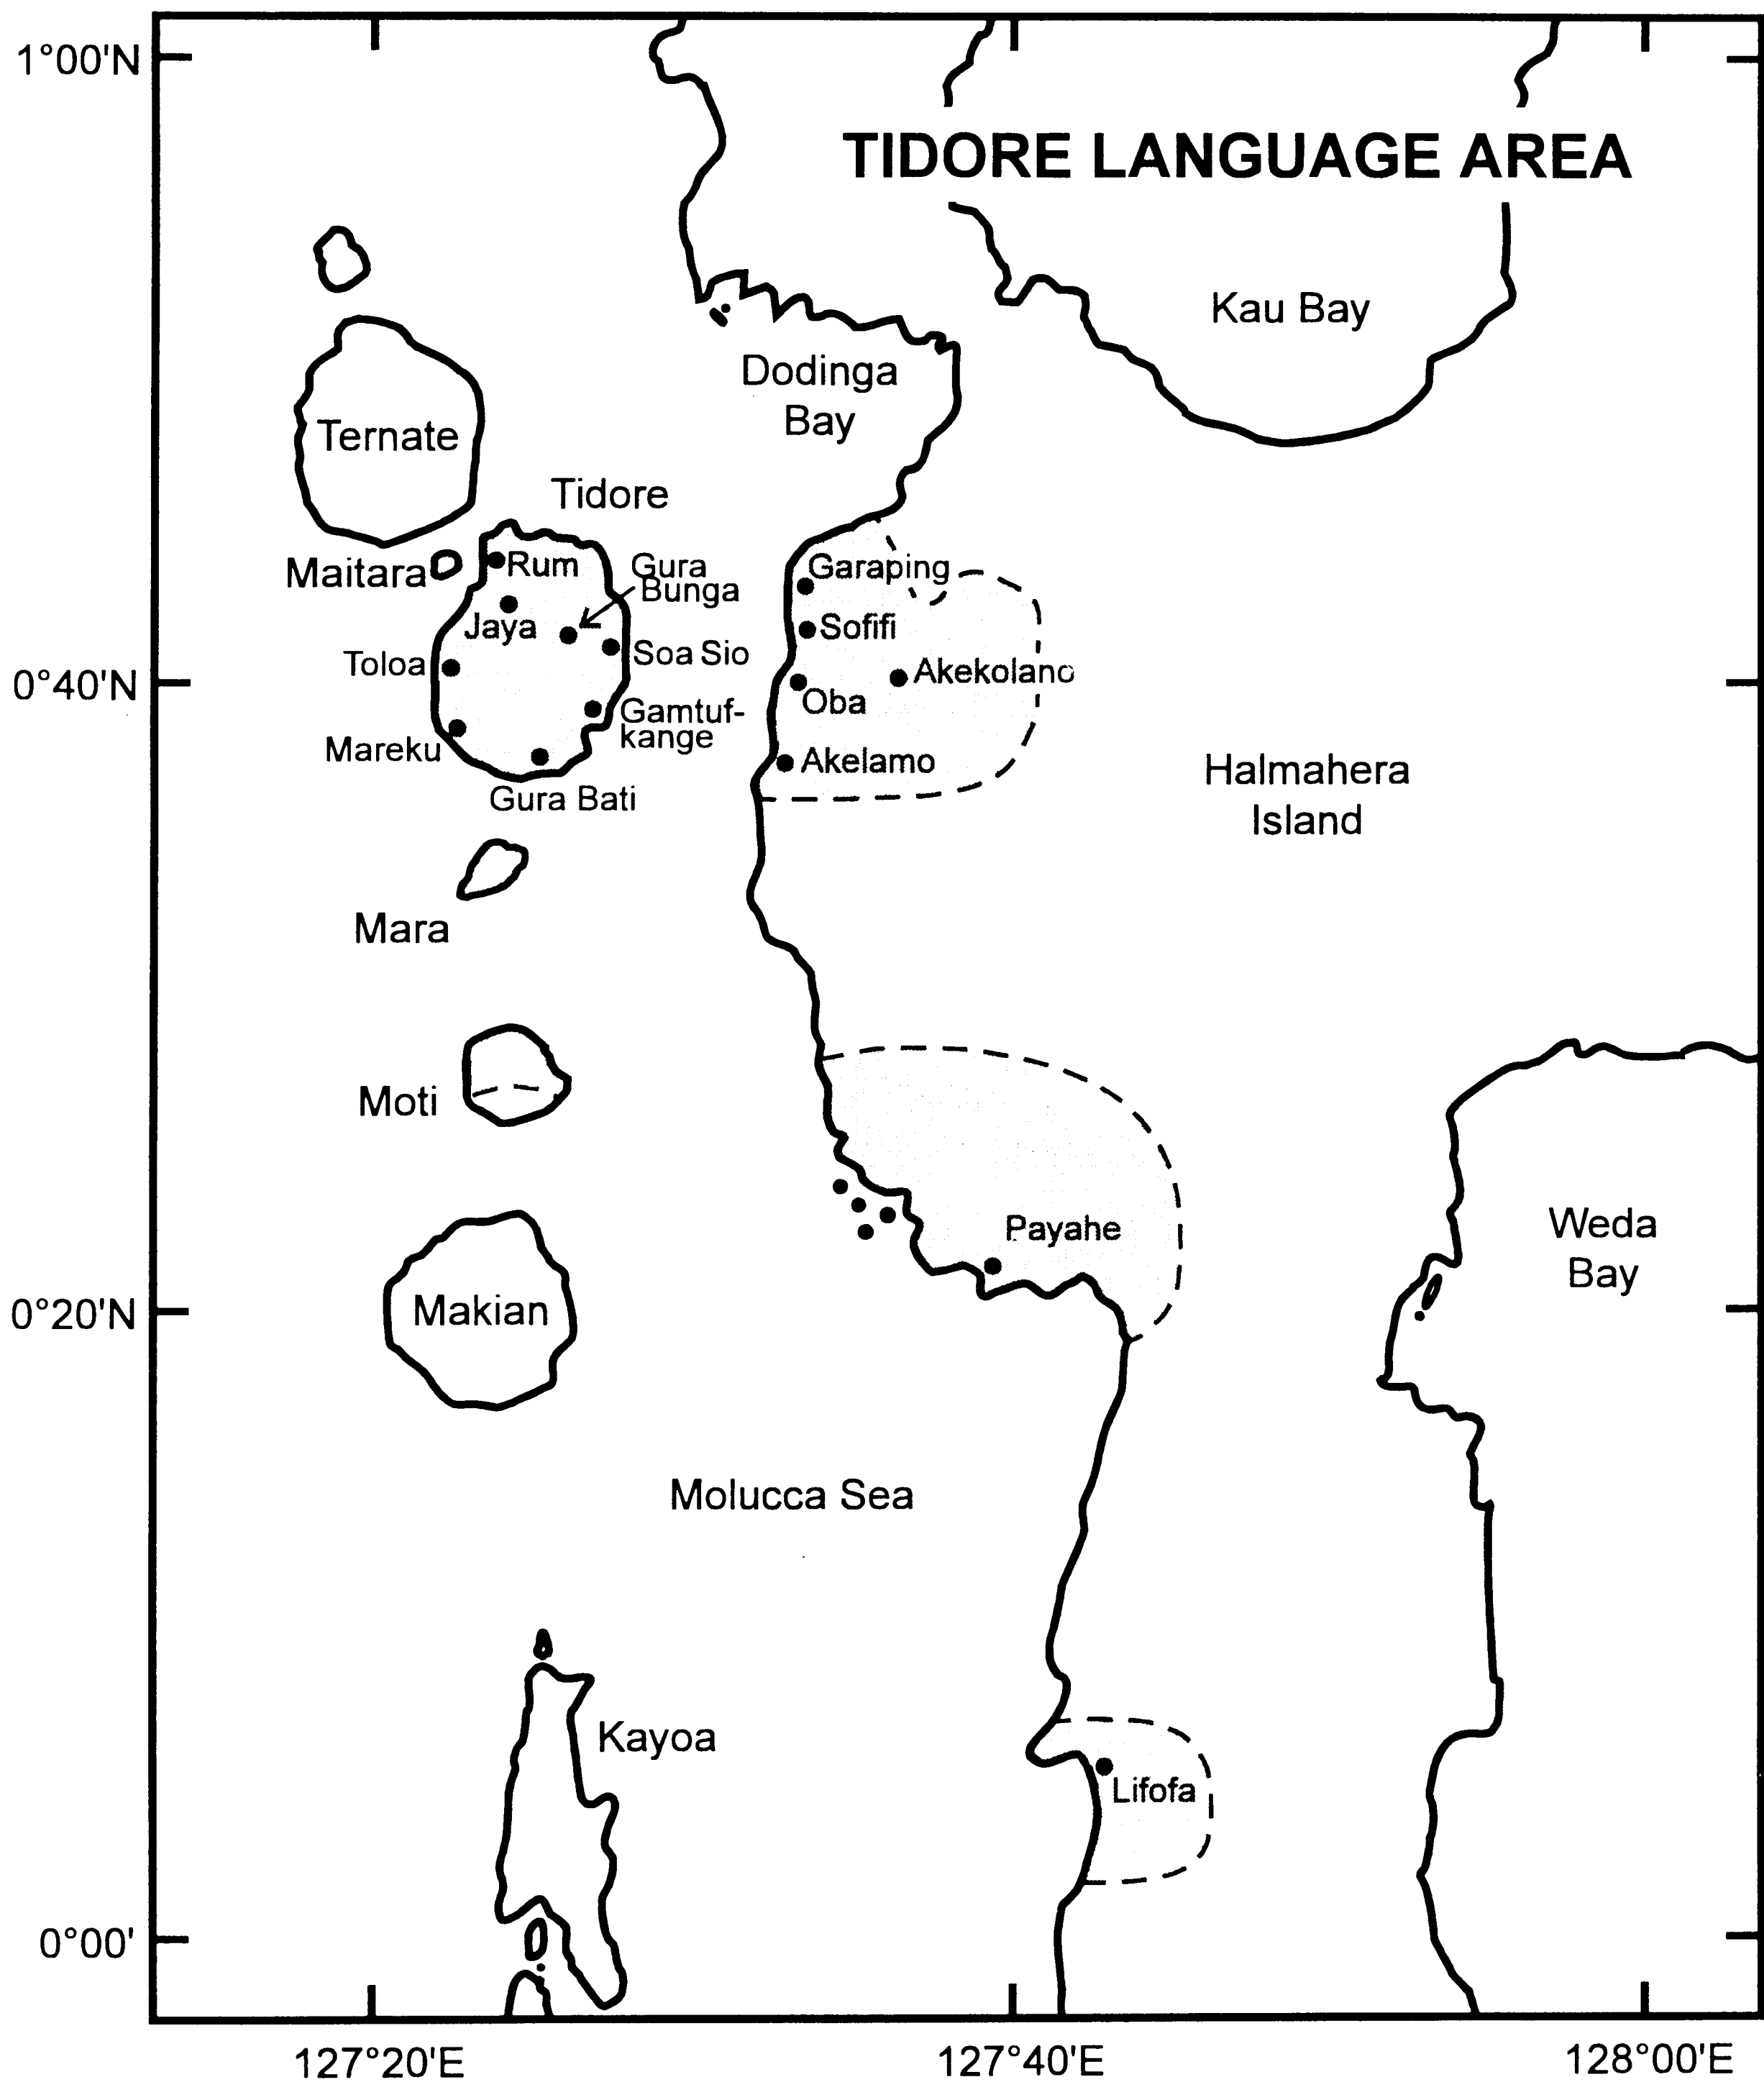 1°00'N
TIDORE LANGUAGE AREA
Kau Bay
Dodinga
Bay
Ternate
Tidore
Maitara
Rum
Gura
Bunga
Jaya
Toloa
Soa Sio
Gamtuf-
kange
Mareku
Gura Bati
Garaping
Sofifi
Akekolano
Oba
Akelamo
0°40'N
Halmahera
Island
Mara
Moti
Payahe
Weda
Bay
Makian
0°20'N
Molucca Sea
Kayoa
Lifofa
0°00'
127°20'E
127°40'E
128°00'E